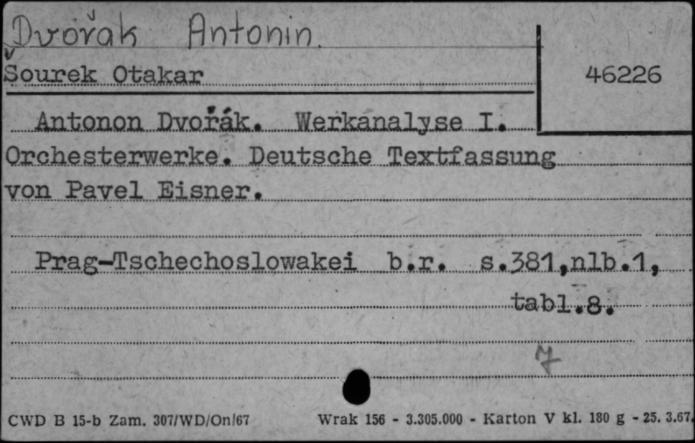 Dvořak Antonin.
Šourek Otakar
46226
Antonon Dvořák. Werkanalyse I.
Orchesterwerke. Deutsche Textfassung
von Pavel Eisner.
Prag-Tschechoslowakei b.r. s.381,nlb.1,
tabl.8.
7
CWD B 15-b Zam. 307/WD/On/67 Wrak 156 - 3.305.000 - Karton V kl. 180 g - 25. 3.67.